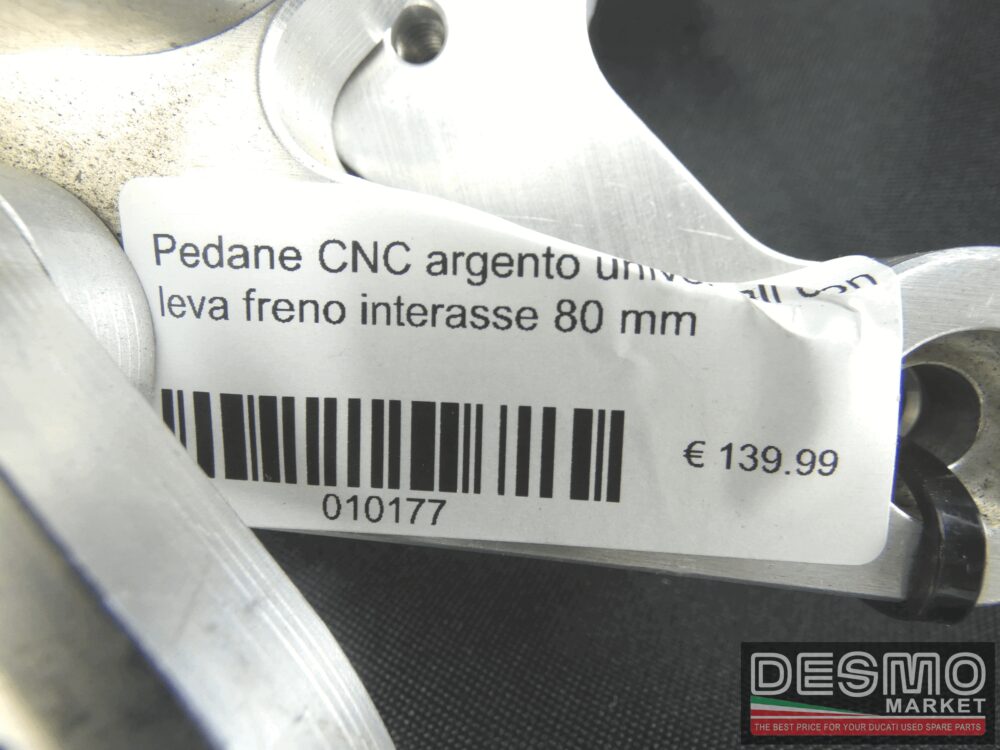 Pedane CNC argento
leva freno interasse 80 mm
€ 139.99
010177
DESMO
MARKET
THE BEST PRICE FOR YOUR DUCATI USED SPARE PARTS